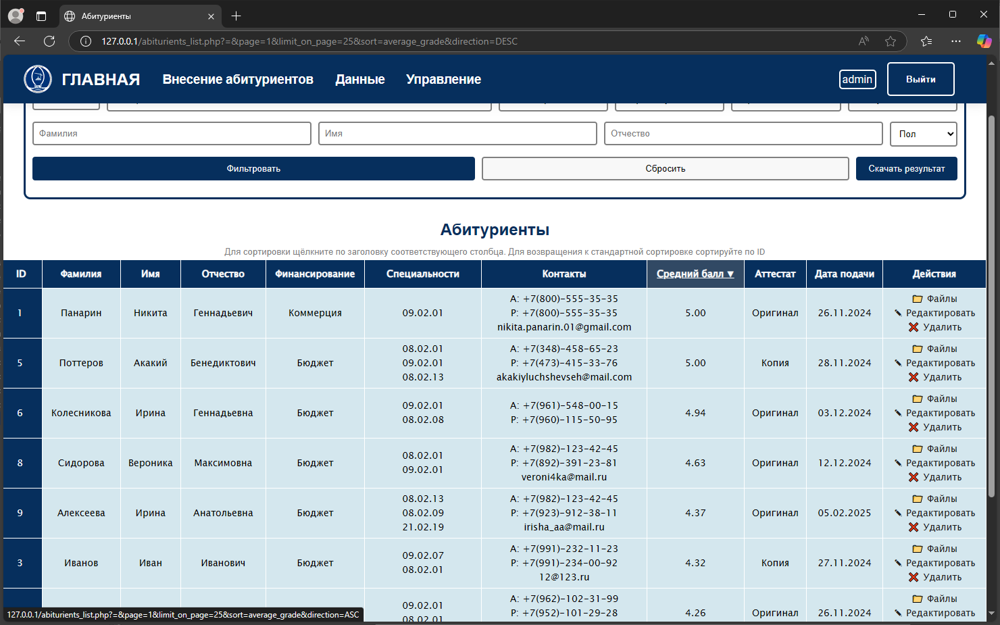 Абитуриенты
127.0.0.1/abiturients_list.php?=&page=1&limit_on_page=25&sort=average_grade&direction=DESC
ГЛАВНАЯ Внесение абитуриентов Данные Управление admin Выйти
Фамилия Имя Отчество Пол
Фильтровать Сбросить Скачать результат
Абитуриенты
Для сортировки щёлкните по заголовку соответствующего столбца. Для возвращения к стандартной сортировке сортируйте по ID
ID Фамилия Имя Отчество Финансирование Специальности Контакты Средний балл ▼ Аттестат Дата подачи Действия
A: +7(800)-555-35-35 Файлы
1 Панарин Никита Геннадьевич Коммерция 09.02.01 P: +7(800)-555-35-35 5.00 Оригинал 26.11.2024 Редактировать
nikita.panarin.01@gmail.com Удалить
08.02.01 A: +7(348)-458-65-23 Файлы
5 Поттеров Акакий Бенедиктович Бюджет 09.02.01 P: +7(473)-415-33-76 5.00 Копия 28.11.2024 Редактировать
08.02.13 akakiyluchshevseh@mail.com Удалить
09.02.01 A: +7(961)-548-00-15 Файлы
6 Колесникова Ирина Геннадьевна Бюджет 4.94 Оригинал 03.12.2024 Редактировать
08.02.08 P: +7(960)-115-50-95 Удалить
08.02.01 A: +7(982)-123-42-45 Файлы
8 Сидорова Вероника Максимовна Бюджет P: +7(892)-391-23-81 4.63 Оригинал 12.12.2024 Редактировать
09.02.01 veroni4ka@mail.ru Удалить
08.02.13 A: +7(982)-123-42-45 Файлы
9 Алексеева Ирина Анатольевна Бюджет 08.02.09 P: +7(923)-912-38-11 4.37 Оригинал 05.02.2025 Редактировать
21.02.19 irisha_aa@mail.ru Удалить
09.02.07 A: +7(991)-232-11-23 Файлы
3 Иванов Иван Иванович Бюджет P: +7(991)-234-00-92 4.32 Копия 27.11.2024 Редактировать
08.02.01 12@123.ru Удалить
09.02.01 A: +7(962)-102-31-99 Файлы
08.02.01 P: +7(952)-101-29-28 4.26 Оригинал 26.11.2024 Редактировать
127.0.0.1/abiturients_list.php?=&page=1&limit_on_page=25&sort=average_grade&direction=ASC